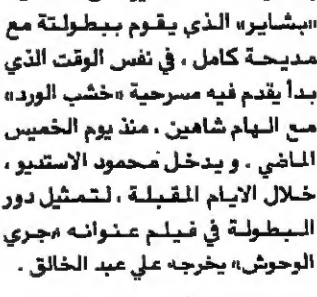 «بشاير» الذي يقوم ببطولتة مع
مديحة كامل ، في نفس الوقت الذي
بدأ يقدم فيه مسرحية «خشب الورد»
مع الهام شاهين ، منذ يوم الخميس
الماضي . و يدخل محمود الاستديو ،
خلال الايام المقبلة ، لتمثيل دور
البطولة في فيلم عنوانه «جري
الوحوش» يخرجه علي عبد الخالق .